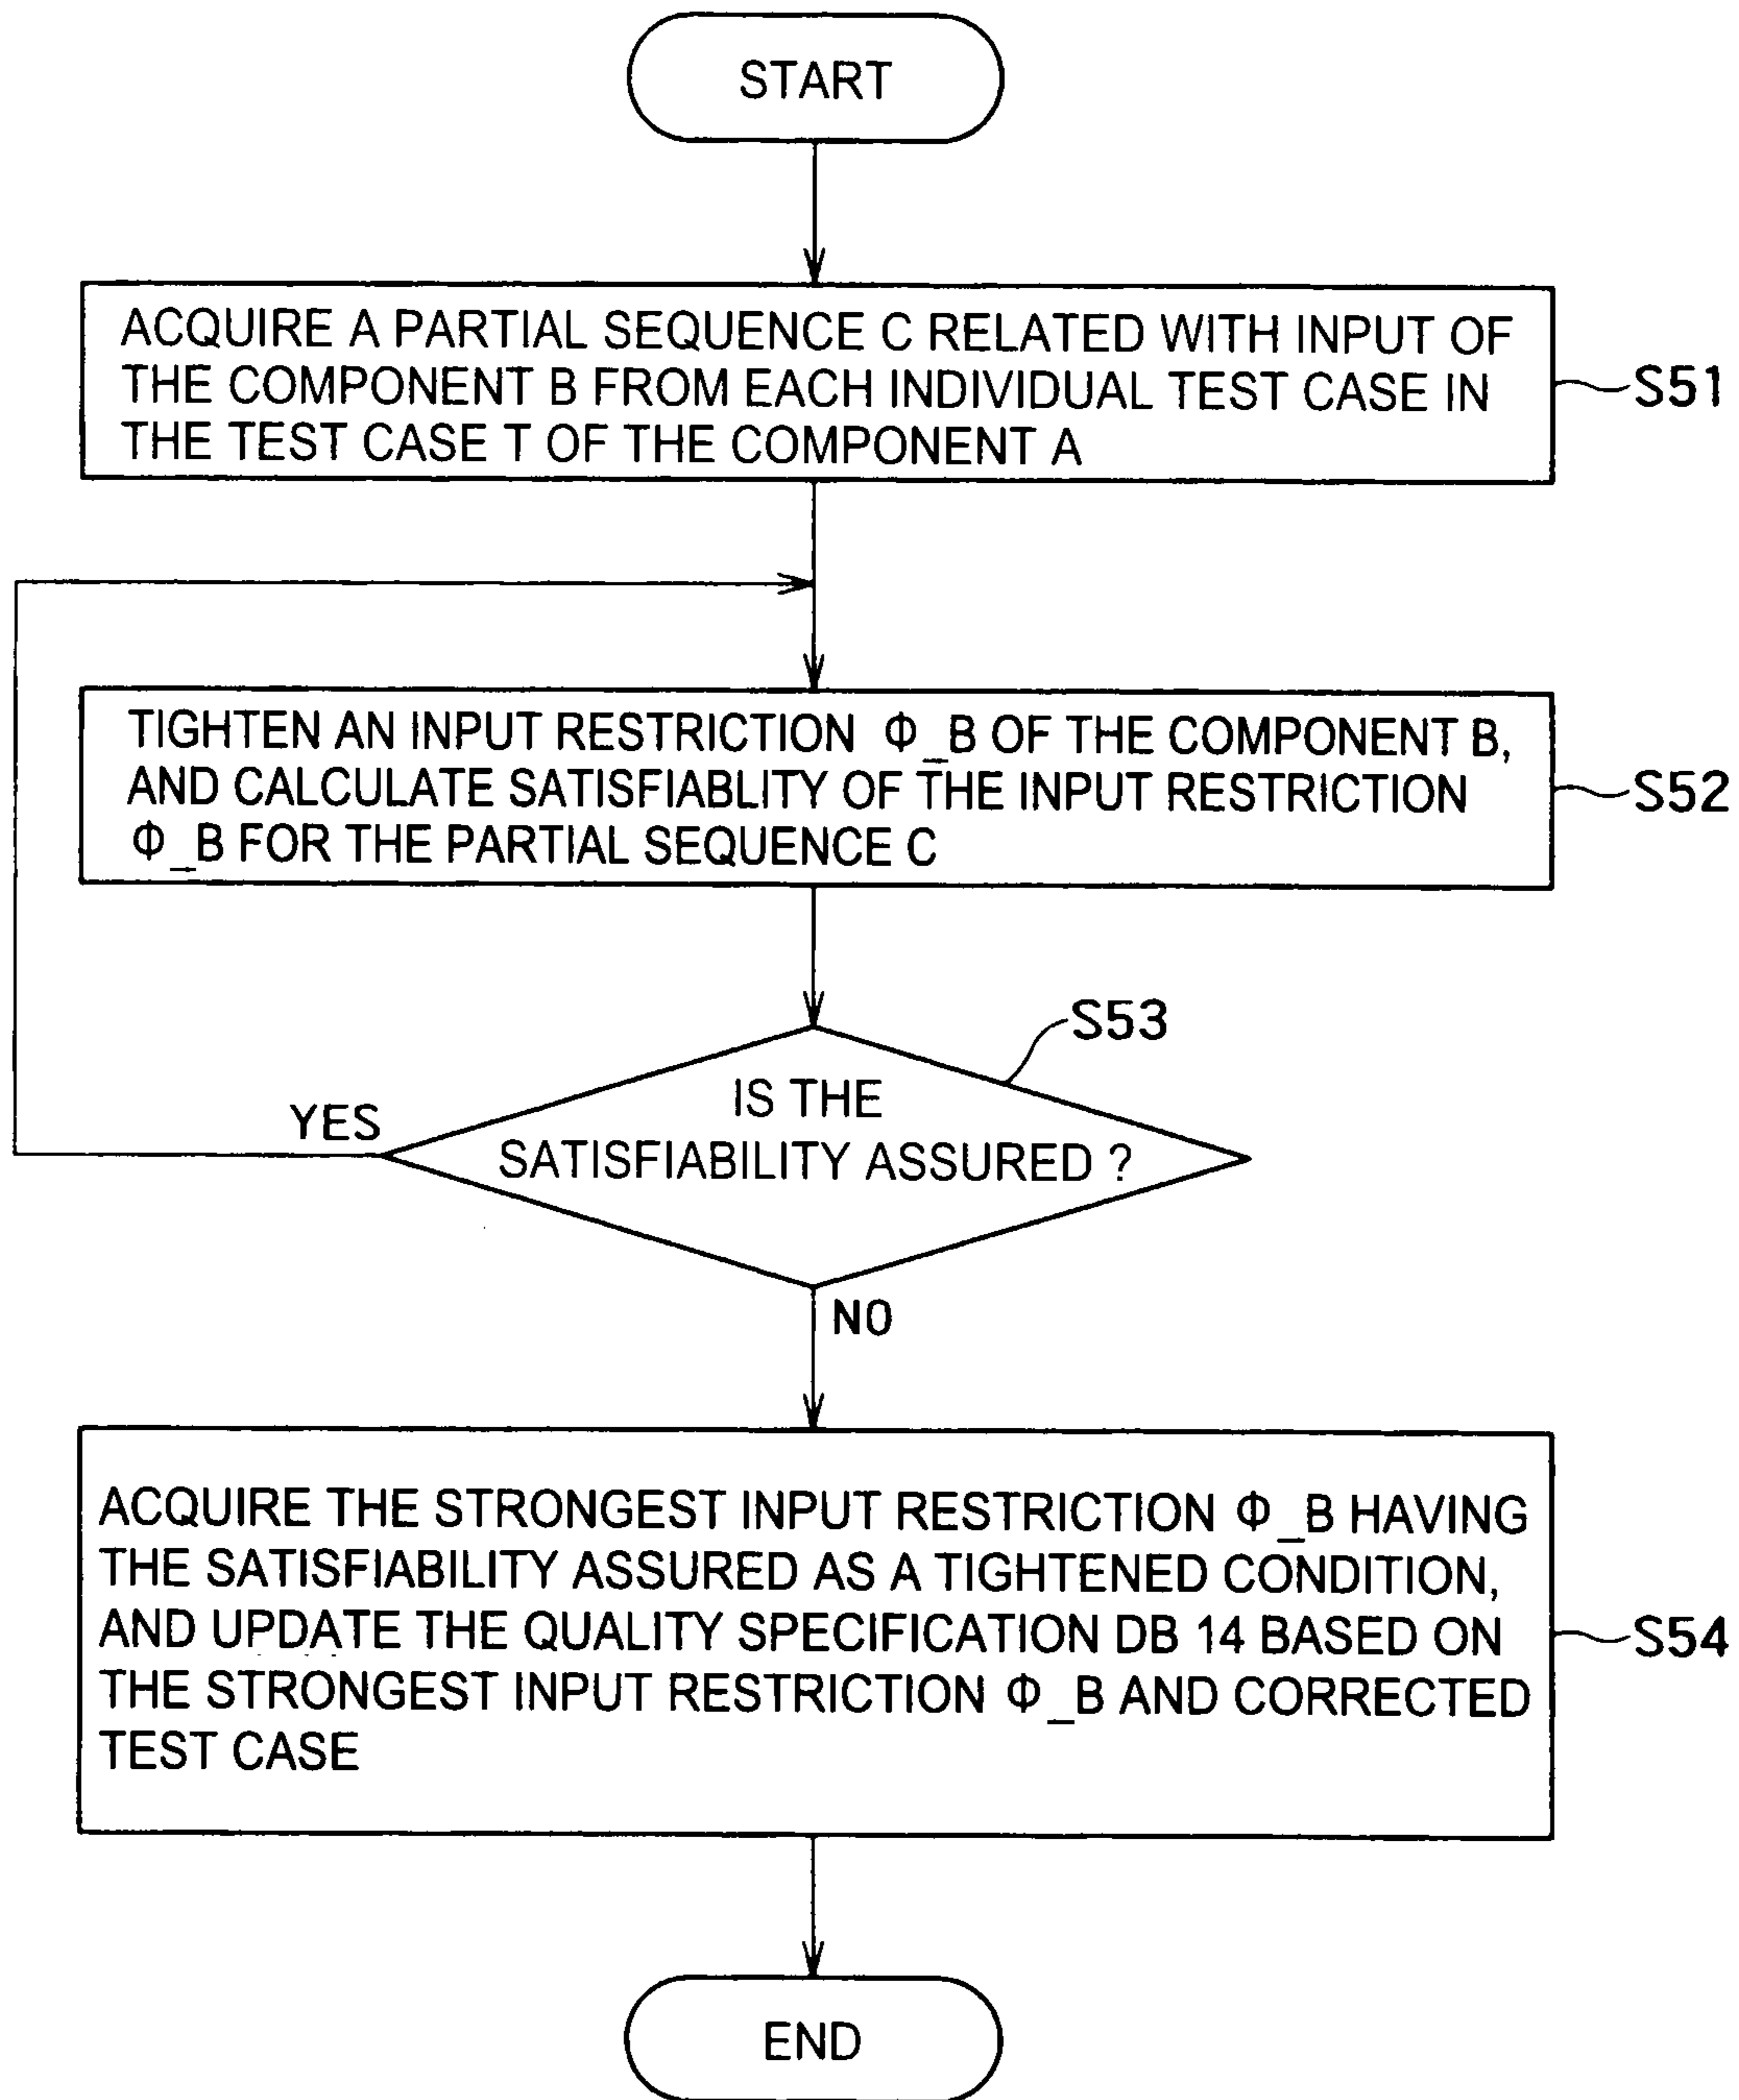 START
ACQUIRE A PARTIAL SEQUENCE C RELATED WITH INPUT OF
THE COMPONENT B FROM EACH INDIVIDUAL TEST CASE IN
THE TEST CASE T OF THE COMPONENT A
S51
TIGHTEN AN INPUT RESTRICTION Φ_B OF THE COMPONENT B,
AND CALCULATE SATISFIABLITY OF THE INPUT RESTRICTION
Φ_B FOR THE PARTIAL SEQUENCE C
S52
S53
IS THE
SATISFIABILITY ASSURED ?
YES
NO
ACQUIRE THE STRONGEST INPUT RESTRICTION Φ_B HAVING
THE SATISFIABILITY ASSURED AS A TIGHTENED CONDITION,
AND UPDATE THE QUALITY SPECIFICATION DB 14 BASED ON
THE STRONGEST INPUT RESTRICTION Φ_B AND CORRECTED
TEST CASE
S54
END